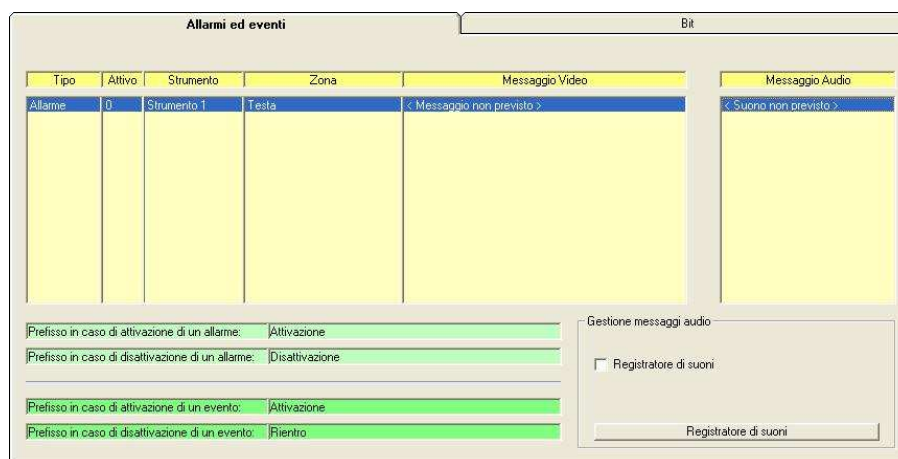 Allarmi ed eventi Bit
Tipo Attivo Strumento Zona Messaggio Video Messaggio Audio
Allarme 0 Strumento 1 Testa < Messaggio non previsto > < Suono non previsto >
Gestione messaggi audio
Prefisso in caso di attivazione di un allarme: Attivazione
Prefisso in caso di disattivazione di un allarme: Disattivazione
Registratore di suoni
Prefisso in caso di attivazione di un evento: Attivazione
Prefisso in caso di disattivazione di un evento: Rientro
Registratore di suoni